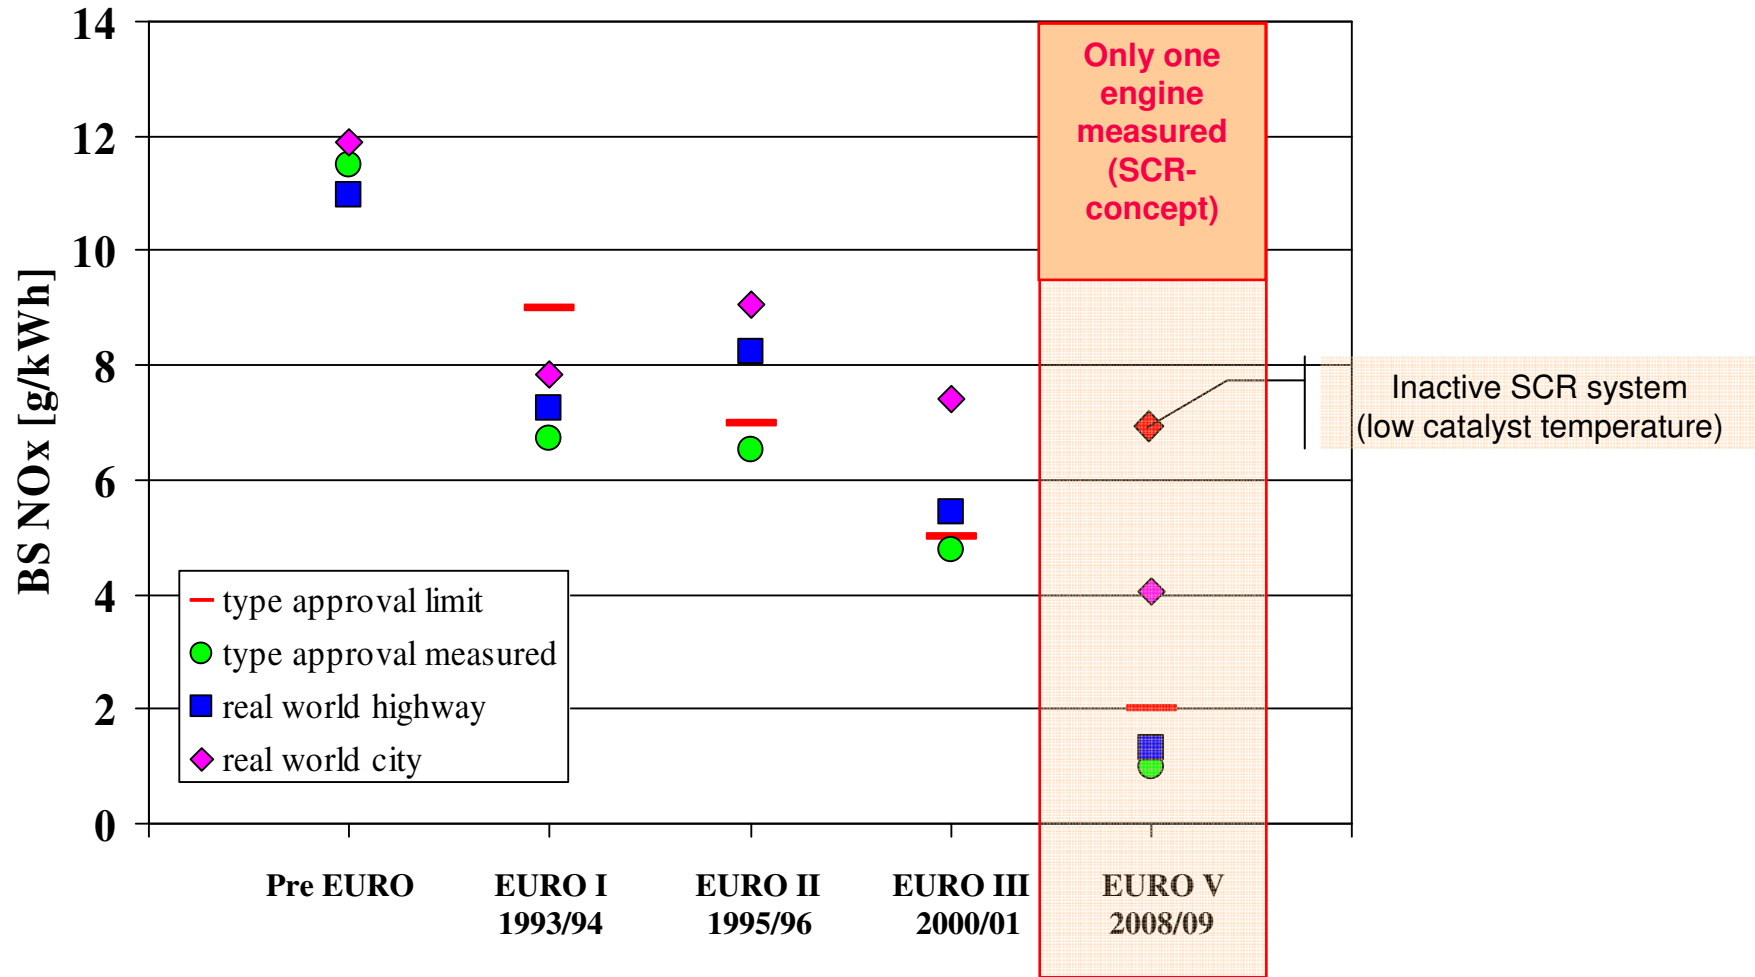 14
12
10
8
6
4
2
0
BS NOx [g/kWh]
Only one
engine
measured
(SCR-
concept)
Inactive SCR system
(low catalyst temperature)
type approval limit
type approval measured
real world highway
real world city
Pre EURO
EURO I
1993/94
EURO II
1995/96
EURO III
2000/01
EURO V
2008/09